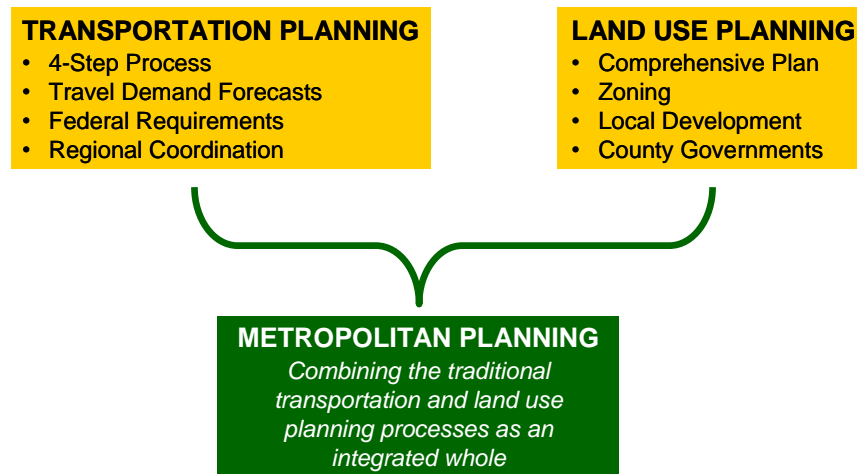 TRANSPORTATION PLANNING
• 4-Step Process
• Travel Demand Forecasts
• Federal Requirements
• Regional Coordination
LAND USE PLANNING
• Comprehensive Plan
• Zoning
• Local Development
• County Governments
METROPOLITAN PLANNING
Combining the traditional
transportation and land use
planning processes as an
integrated whole